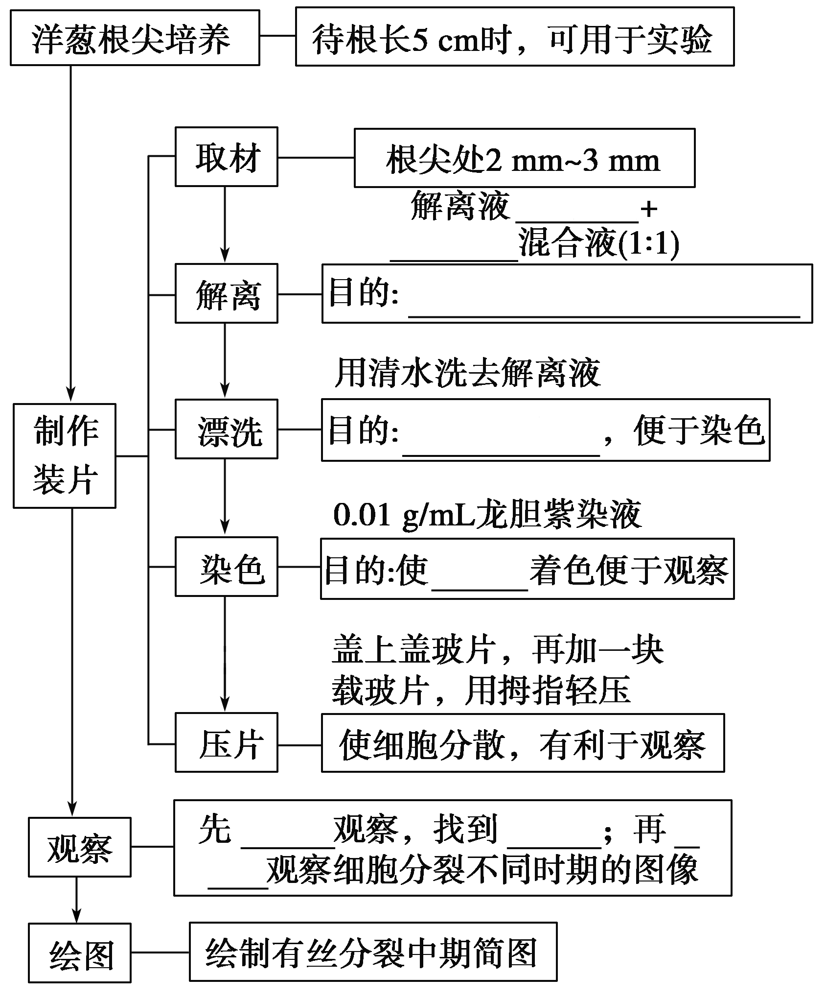 洋葱根尖培养
待根长5 cm时，可用于实验
取材
根尖处2 mm~3 mm
解离液________+
________混合液(1:1)
解离
目的:________
用清水洗去解离液
漂洗
目的:________，便于染色
制作
装片
0.01 g/mL龙胆紫染液
染色
目的:使________着色便于观察
盖上盖玻片，再加一块
载玻片，用拇指轻压
压片
使细胞分散，有利于观察
观察
先________观察，找到________；再__
____观察细胞分裂不同时期的图像
绘图
绘制有丝分裂中期简图